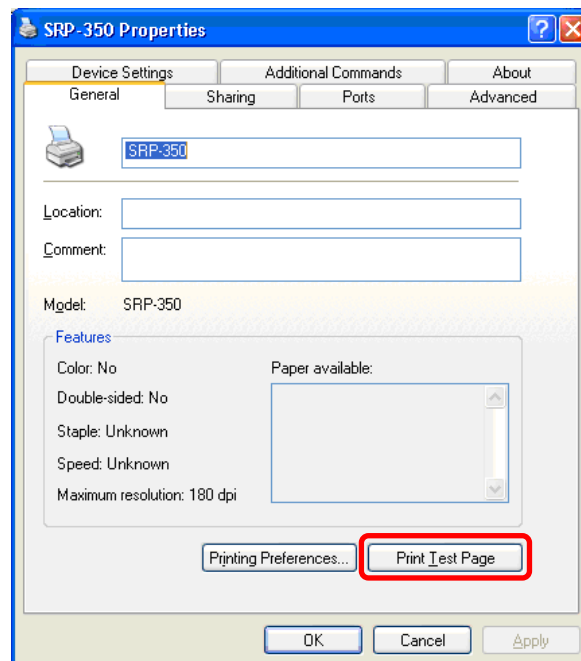 SRP-350 Properties
Device Settings Additional Commands About
General Sharing Ports Advanced
SRP-350
Location:
Comment:
Model: SRP-350
Features
Color: No Paper available:
Double-sided: No
Staple: Unknown
Speed: Unknown
Maximum resolution: 180 dpi
Printing Preferences... Print Test Page
OK Cancel Apply